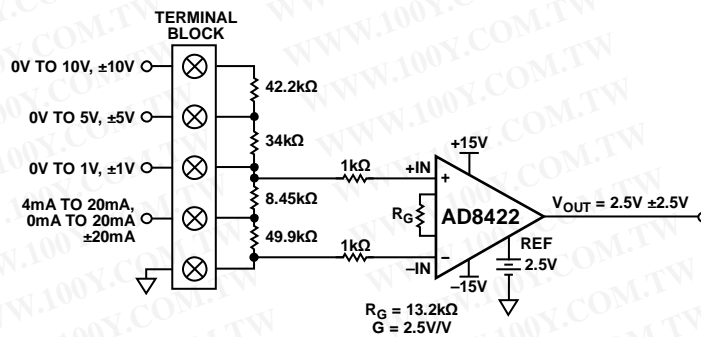 TERMINAL
BLOCK
0V TO 10V, ±10V
42.2kΩ
0V TO 5V, ±5V
34kΩ
0V TO 1V, ±1V
1kΩ
+IN
+15V
+
4mA TO 20mA,
0mA TO 20mA
±20mA
8.45kΩ
RG
AD8422
VOUT = 2.5V ±2.5V
49.9kΩ
1kΩ
–
–IN
–15V
REF
2.5V
RG = 13.2kΩ
G = 2.5V/V
WWW.100Y.COM.TW